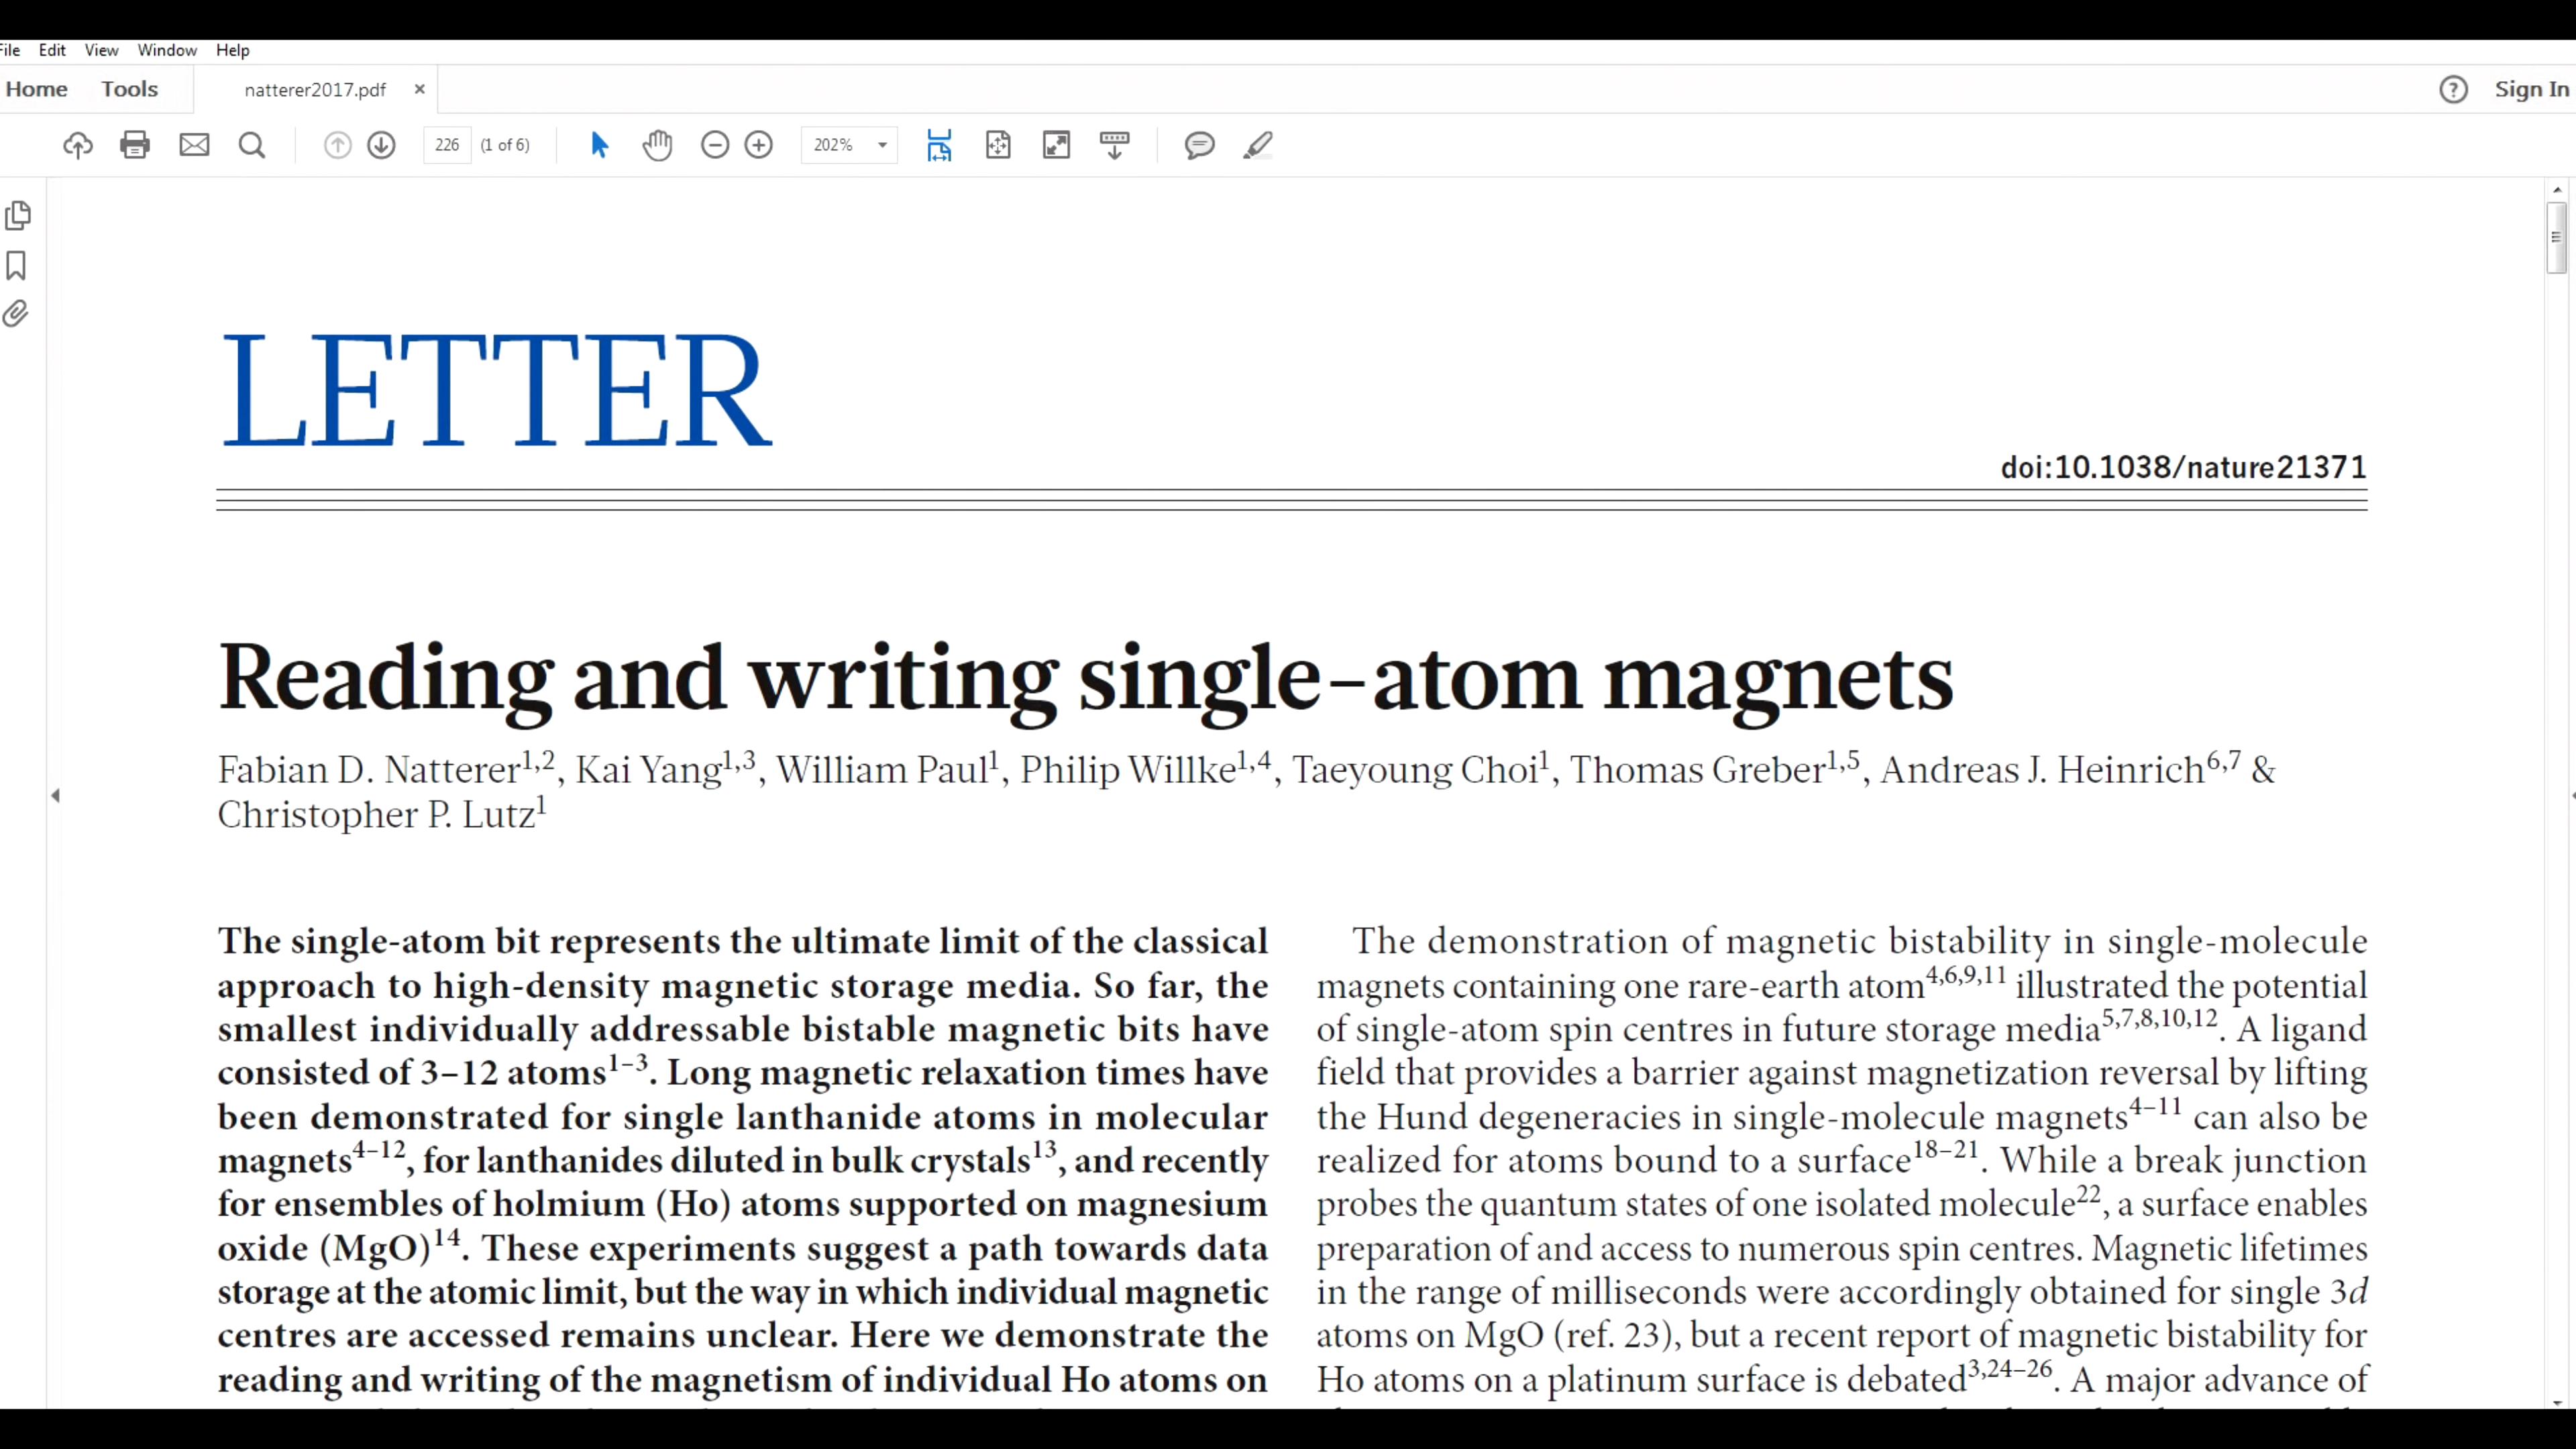 File Edit View Window Help
Home Tools natterer2017.pdf × ? Sign In
226 (1 of 6) 202%
LETTER
doi:10.1038/nature21371
Reading and writing single-atom magnets
Fabian D. Natterer1,2, Kai Yang1,3, William Paul1, Philip Willke1,4, Taeyoung Choi1, Thomas Greber1,5, Andreas J. Heinrich6,7 &
Christopher P. Lutz1
The single-atom bit represents the ultimate limit of the classical
approach to high-density magnetic storage media. So far, the
smallest individually addressable bistable magnetic bits have
consisted of 3–12 atoms1–3. Long magnetic relaxation times have
been demonstrated for single lanthanide atoms in molecular
magnets4–12, for lanthanides diluted in bulk crystals13, and recently
for ensembles of holmium (Ho) atoms supported on magnesium
oxide (MgO)14. These experiments suggest a path towards data
storage at the atomic limit, but the way in which individual magnetic
centres are accessed remains unclear. Here we demonstrate the
reading and writing of the magnetism of individual Ho atoms on
The demonstration of magnetic bistability in single-molecule
magnets containing one rare-earth atom4,6,9,11 illustrated the potential
of single-atom spin centres in future storage media5,7,8,10,12. A ligand
field that provides a barrier against magnetization reversal by lifting
the Hund degeneracies in single-molecule magnets4–11 can also be
realized for atoms bound to a surface18–21. While a break junction
probes the quantum states of one isolated molecule22, a surface enables
preparation of and access to numerous spin centres. Magnetic lifetimes
in the range of milliseconds were accordingly obtained for single 3d
atoms on MgO (ref. 23), but a recent report of magnetic bistability for
Ho atoms on a platinum surface is debated3,24–26. A major advance of